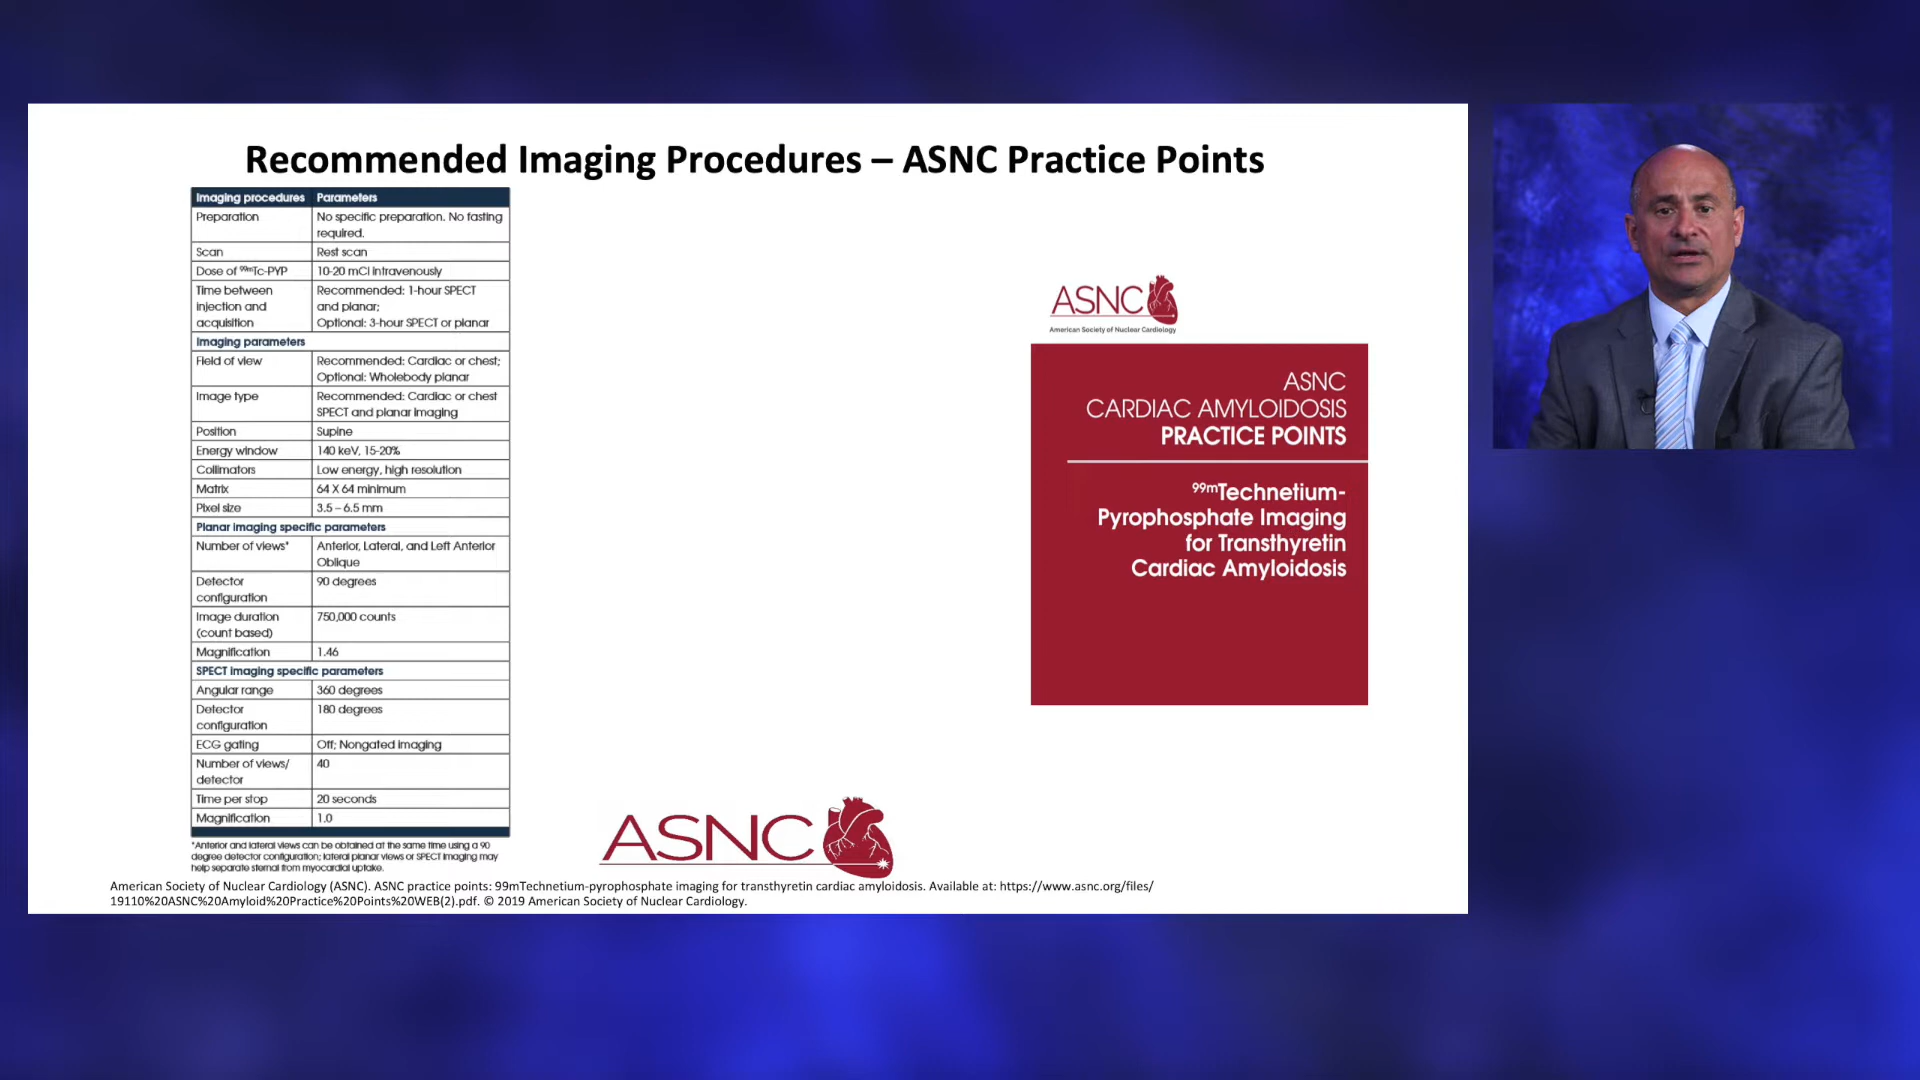 Recommended Imaging Procedures – ASNC Practice Points
Imaging procedures Parameters
Preparation No specific preparation. No fasting
required.
Scan Rest scan
Dose of 99mTc-PYP 10-20 mCi intravenously
Time between Recommended: 1-hour SPECT
injection and and planar;
acquisition Optional: 3-hour SPECT or planar
Imaging parameters
Field of view Recommended: Cardiac or chest;
Optional: Wholebody planar
Image type Recommended: Cardiac or chest
SPECT and planar imaging
Position Supine
Energy window 140 keV, 15-20%
Collimators Low energy, high resolution
Matrix 64 X 64 minimum
Pixel size 3.5 – 6.5 mm
Planar imaging specific parameters
Number of views* Anterior, Lateral, and Left Anterior
Oblique
Detector 90 degrees
configuration
Image duration 750,000 counts
(count based)
Magnification 1.46
SPECT imaging specific parameters
Angular range 360 degrees
Detector 180 degrees
configuration
ECG gating Off; Nongated imaging
Number of views/ 40
detector
Time per stop 20 seconds
Magnification 1.0
*Anterior and lateral views can be obtained at the same time using a 90
degree detector configuration; lateral planar views or SPECT imaging may
help separate sternal from myocardial uptake.
ASNC
American Society of Nuclear Cardiology
ASNC
CARDIAC AMYLOIDOSIS
PRACTICE POINTS
99mTechnetium-
Pyrophosphate Imaging
for Transthyretin
Cardiac Amyloidosis
ASNC
American Society of Nuclear Cardiology (ASNC). ASNC practice points: 99mTechnetium-pyrophosphate imaging for transthyretin cardiac amyloidosis. Available at: https://www.asnc.org/files/
19110%20ASNC%20Amyloid%20Practice%20Points%20WEB(2).pdf. © 2019 American Society of Nuclear Cardiology.